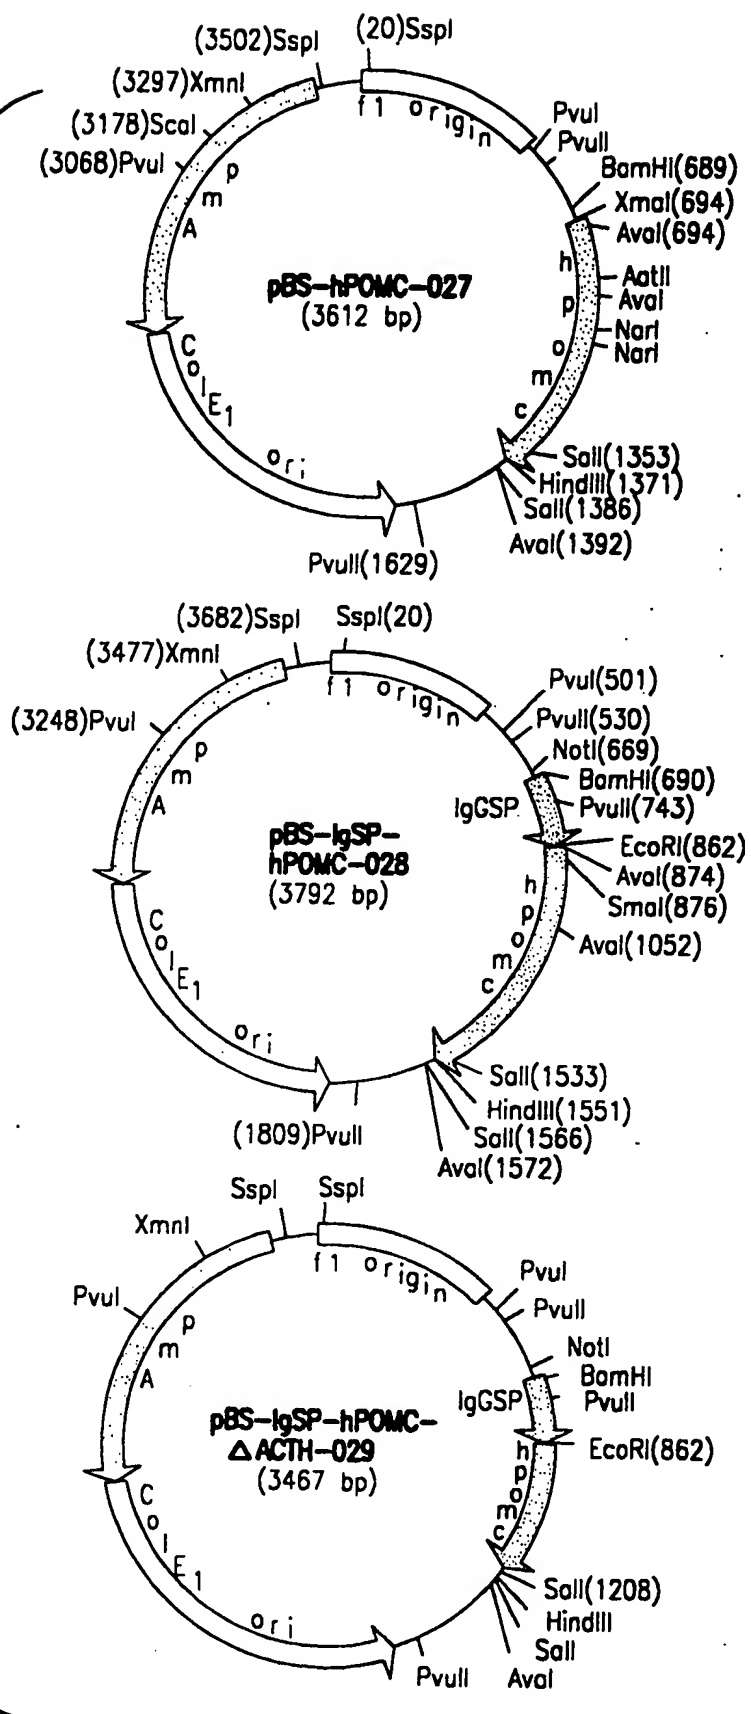 (3502)SspI
(20)SspI
(3297)XmnI
(3178)ScaI
(3068)PvuI
f1 origin
PvuI
PvuII
BamHI(689)
XmaI(694)
AvaI(694)
Amp
hpomc
AatII
AvaI
NarI
NarI
pBS-hPOMC-027
(3612 bp)
ColE1
ori
SalI(1353)
HindIII(1371)
SalI(1386)
AvaI(1392)
PvuII(1629)
(3682)SspI
SspI(20)
(3477)XmnI
(3248)PvuI
f1 origin
PvuI(501)
PvuII(530)
NotI(669)
BamHI(690)
PvuII(743)
IgGSP
Amp
EcoRI(862)
AvaI(874)
SmaI(876)
AvaI(1052)
pBS-IgSP-
hPOMC-028
(3792 bp)
hpomc
ColE1
ori
SalI(1533)
HindIII(1551)
SalI(1566)
AvaI(1572)
(1809)PvuII
SspI
SspI
XmnI
PvuI
f1 origin
PvuI
PvuII
NotI
BamHI
PvuII
IgGSP
Amp
EcoRI(862)
pBS-IgSP-hPOMC-
Δ ACTH-029
(3467 bp)
hpomc
ColE1
ori
SalI(1208)
HindIII
SalI
AvaI
PvuII